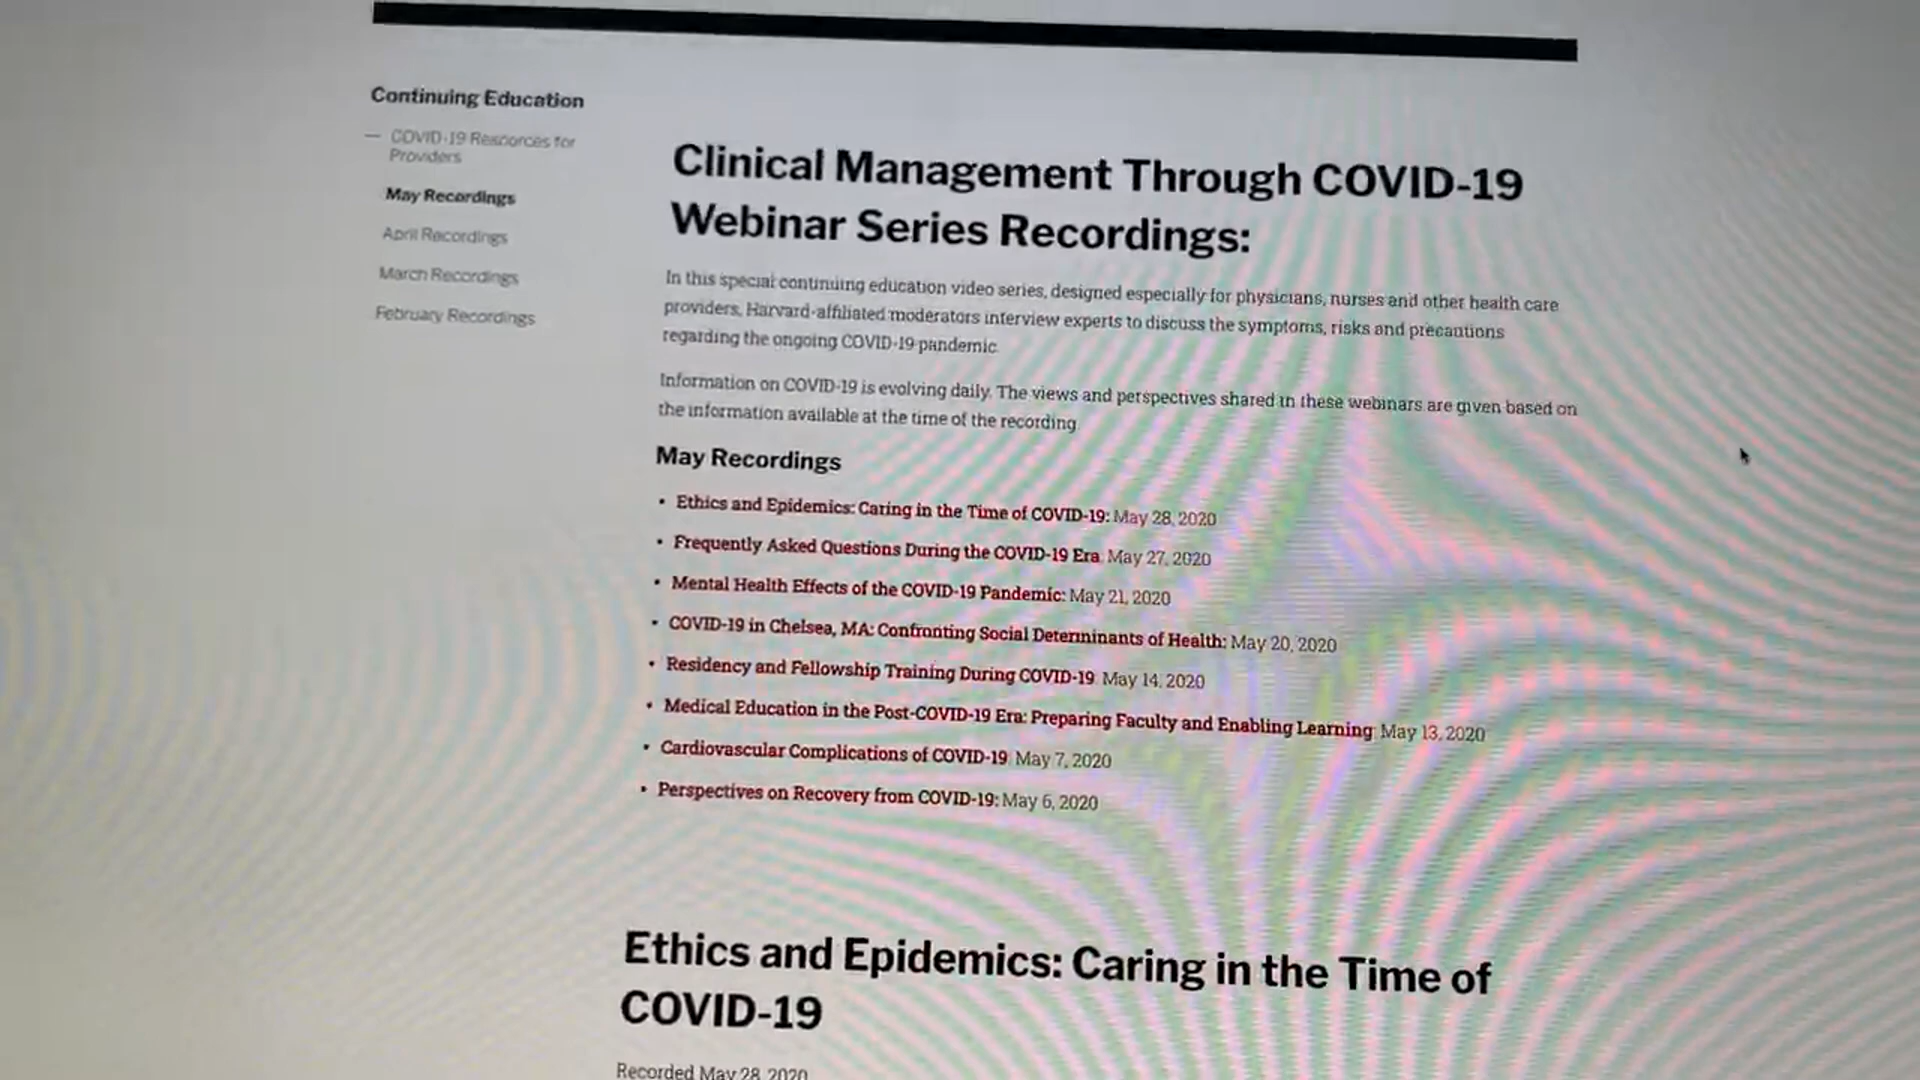 Continuing Education
— COVID-19 Resources for
Providers
May Recordings
April Recordings
March Recordings
February Recordings
Clinical Management Through COVID-19
Webinar Series Recordings:
In this special continuing education video series, designed especially for physicians, nurses and other health care
providers, Harvard-affiliated moderators interview experts to discuss the symptoms, risks and precautions
regarding the ongoing COVID-19 pandemic.
Information on COVID-19 is evolving daily. The views and perspectives shared in these webinars are given based on
the information available at the time of the recording.
May Recordings
• Ethics and Epidemics: Caring in the Time of COVID-19: May 28, 2020
• Frequently Asked Questions During the COVID-19 Era: May 27, 2020
• Mental Health Effects of the COVID-19 Pandemic: May 21, 2020
• COVID-19 in Chelsea, MA: Confronting Social Determinants of Health: May 20, 2020
• Residency and Fellowship Training During COVID-19: May 14, 2020
• Medical Education in the Post-COVID-19 Era: Preparing Faculty and Enabling Learning: May 13, 2020
• Cardiovascular Complications of COVID-19: May 7, 2020
• Perspectives on Recovery from COVID-19: May 6, 2020
Ethics and Epidemics: Caring in the Time of
COVID-19
Recorded May 28, 2020